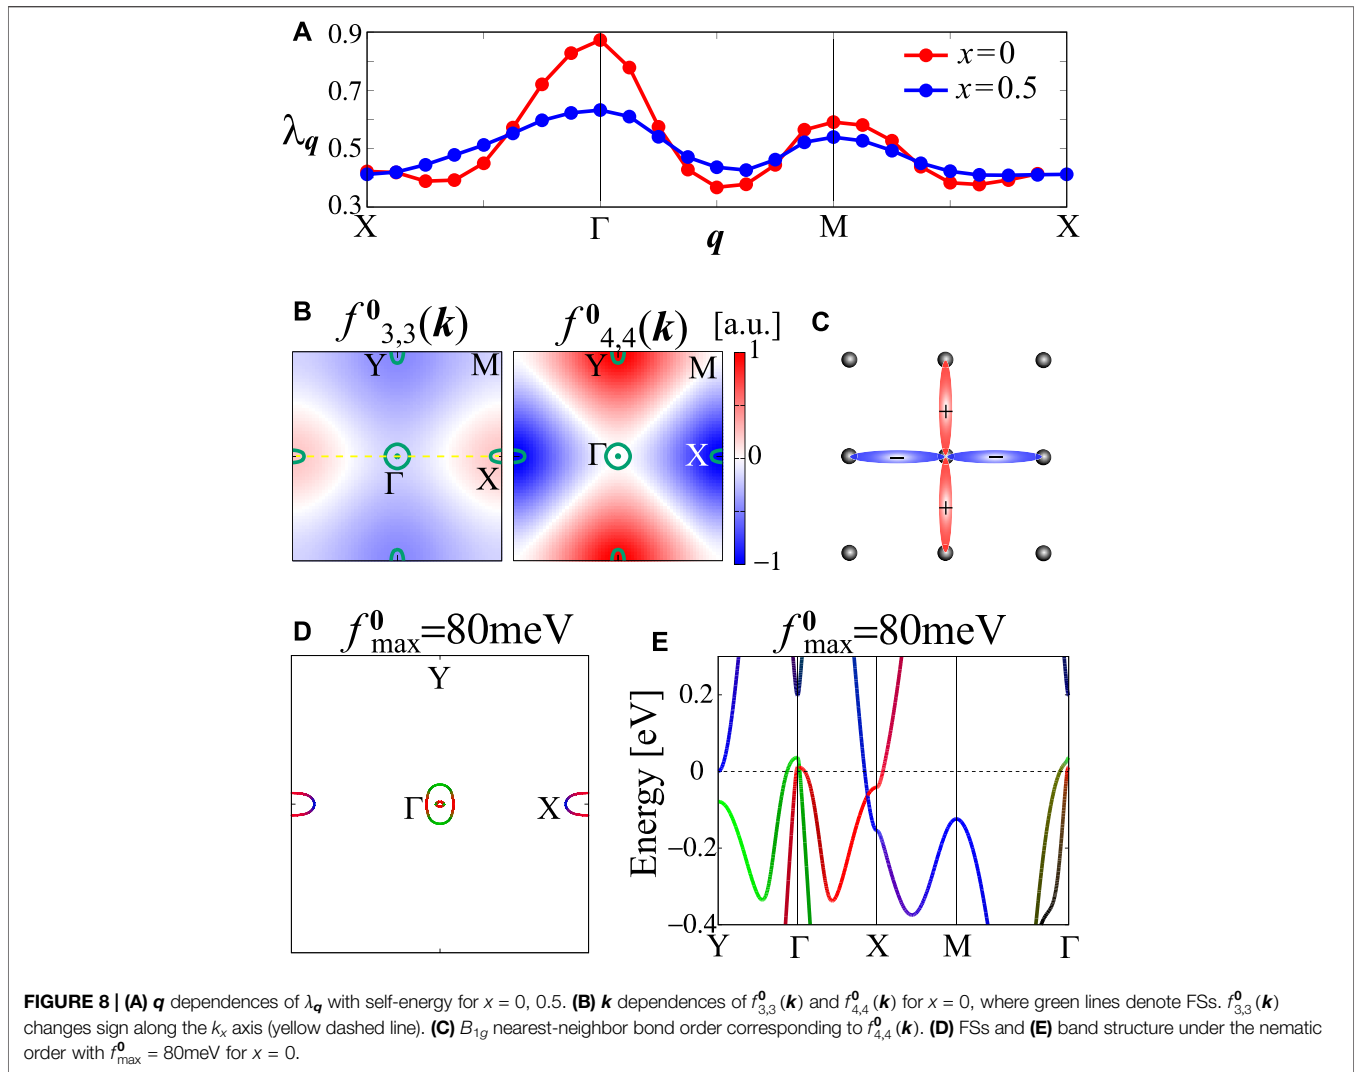 A
0.9
0.7
0.5
0.3
λq
x=0
x=0.5
X
Γ
q
M
X
B
f⁰3,3(k)
f⁰4,4(k)
[a.u.]
C
Y
M
Γ
X
Y
M
Γ
X
1
0
−1
+
−
−
+
D
f⁰max=80meV
Y
Γ
X
E
f⁰max=80meV
Energy [eV]
0.2
0
−0.2
−0.4
Y
Γ
X
M
Γ
FIGURE 8 | (A) q dependences of λq with self-energy for x = 0, 0.5. (B) k dependences of f⁰3,3(k) and f⁰4,4(k) for x = 0, where green lines denote FSs. f⁰3,3(k)
changes sign along the kx axis (yellow dashed line). (C) B1g nearest-neighbor bond order corresponding to f⁰4,4(k). (D) FSs and (E) band structure under the nematic
order with f⁰max = 80meV for x = 0.